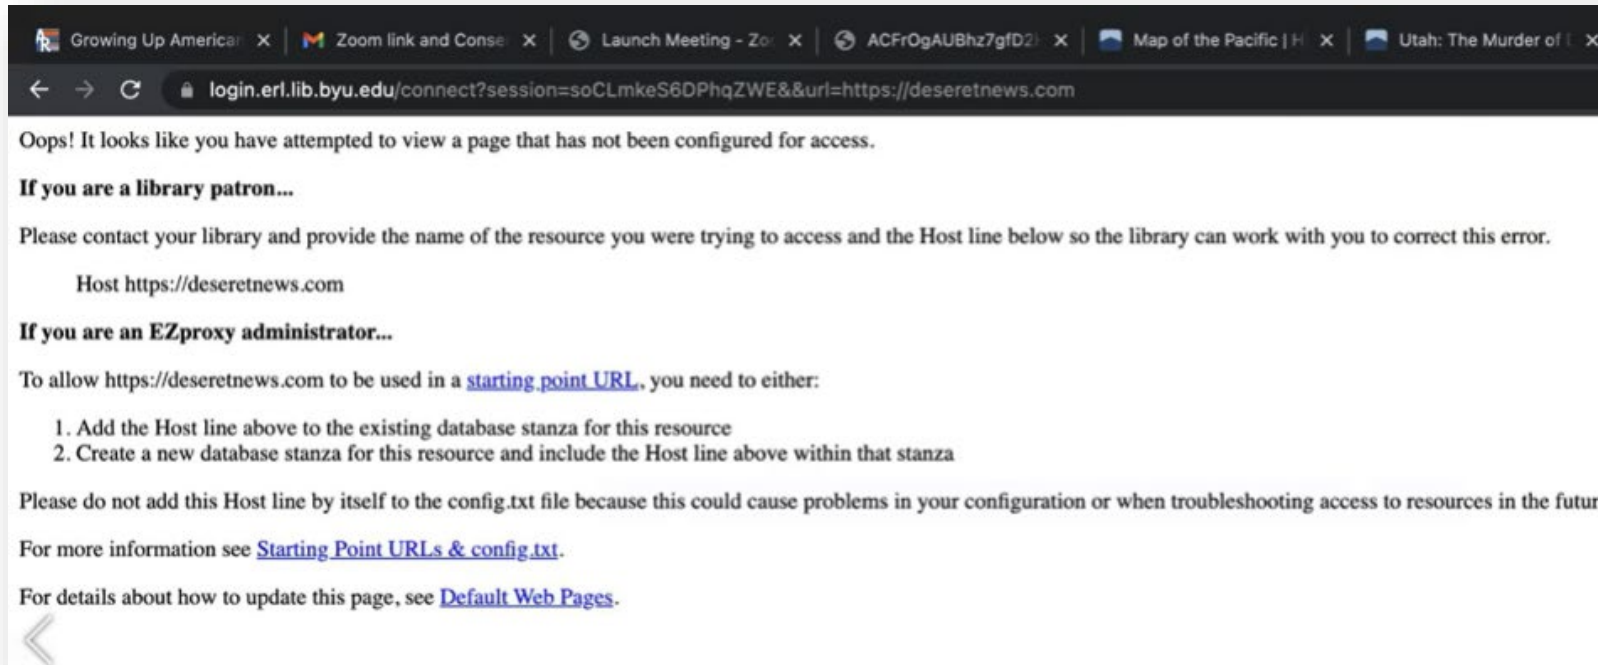 Growing Up American Zoom link and Conse Launch Meeting - Zo ACFrOgAUBhz7gfD2 Map of the Pacific | H Utah: The Murder of
login.erl.lib.byu.edu/connect?session=soCLmkeS6DPhqZWE&&url=https://deseretnews.com
Oops! It looks like you have attempted to view a page that has not been configured for access.
If you are a library patron...
Please contact your library and provide the name of the resource you were trying to access and the Host line below so the library can work with you to correct this error.
Host https://deseretnews.com
If you are an EZproxy administrator...
To allow https://deseretnews.com to be used in a starting point URL, you need to either:
1. Add the Host line above to the existing database stanza for this resource
2. Create a new database stanza for this resource and include the Host line above within that stanza
Please do not add this Host line by itself to the config.txt file because this could cause problems in your configuration or when troubleshooting access to resources in the futur
For more information see Starting Point URLs & config.txt.
For details about how to update this page, see Default Web Pages.